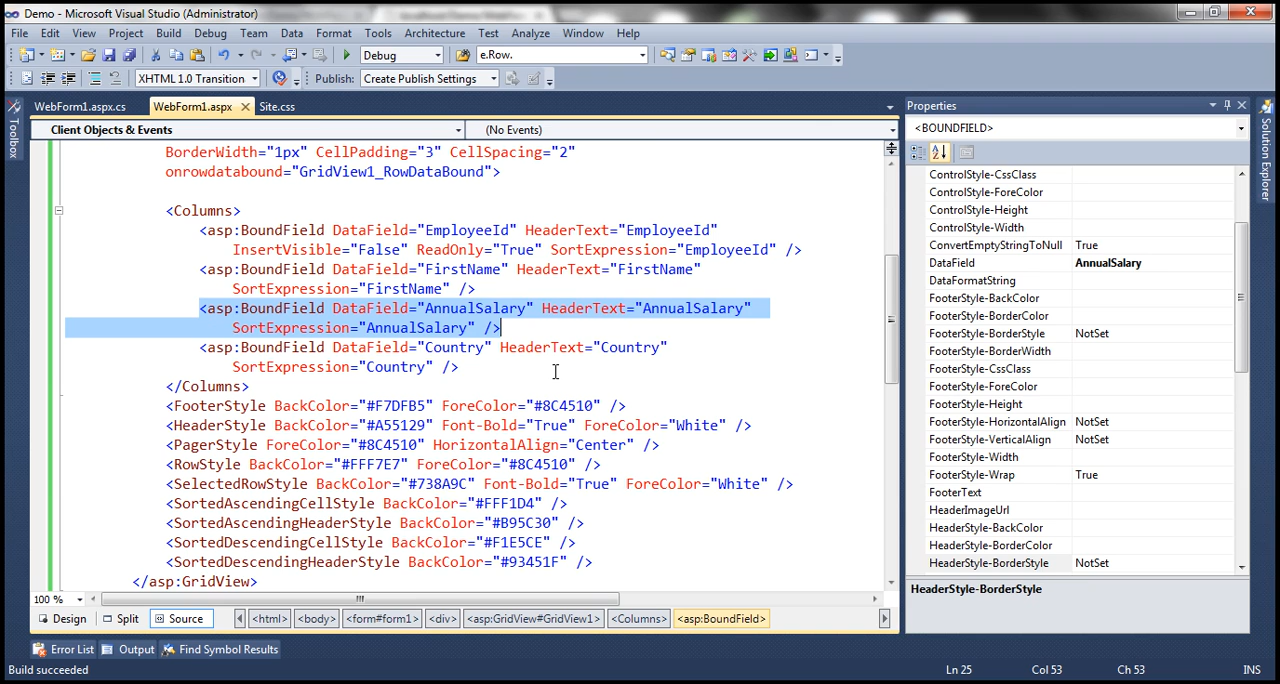 Demo - Microsoft Visual Studio (Administrator)
File Edit View Project Build Debug Team Data Format Tools Architecture Test Analyze Window Help
Debug e.Row.
XHTML 1.0 Transition Publish: Create Publish Settings
WebForm1.aspx.cs WebForm1.aspx Site.css
Client Objects & Events (No Events)
Toolbox
BorderWidth="1px" CellPadding="3" CellSpacing="2"
onrowdatabound="GridView1_RowDataBound">
<Columns>
<asp:BoundField DataField="EmployeeId" HeaderText="EmployeeId"
InsertVisible="False" ReadOnly="True" SortExpression="EmployeeId" />
<asp:BoundField DataField="FirstName" HeaderText="FirstName"
SortExpression="FirstName" />
<asp:BoundField DataField="AnnualSalary" HeaderText="AnnualSalary"
SortExpression="AnnualSalary" />
<asp:BoundField DataField="Country" HeaderText="Country"
SortExpression="Country" />
</Columns>
<FooterStyle BackColor="#F7DFB5" ForeColor="#8C4510" />
<HeaderStyle BackColor="#A55129" Font-Bold="True" ForeColor="White" />
<PagerStyle ForeColor="#8C4510" HorizontalAlign="Center" />
<RowStyle BackColor="#FFF7E7" ForeColor="#8C4510" />
<SelectedRowStyle BackColor="#738A9C" Font-Bold="True" ForeColor="White" />
<SortedAscendingCellStyle BackColor="#FFF1D4" />
<SortedAscendingHeaderStyle BackColor="#B95C30" />
<SortedDescendingCellStyle BackColor="#F1E5CE" />
<SortedDescendingHeaderStyle BackColor="#93451F" />
</asp:GridView>
100 %
Design Split Source <html> <body> <form#form1> <div> <asp:GridView#GridView1> <Columns> <asp:BoundField>
Properties
<BOUNDFIELD>
ControlStyle-CssClass
ControlStyle-ForeColor
ControlStyle-Height
ControlStyle-Width
ConvertEmptyStringToNull True
DataField AnnualSalary
DataFormatString
FooterStyle-BackColor
FooterStyle-BorderColor
FooterStyle-BorderStyle NotSet
FooterStyle-BorderWidth
FooterStyle-CssClass
FooterStyle-ForeColor
FooterStyle-Height
FooterStyle-HorizontalAlign NotSet
FooterStyle-VerticalAlign NotSet
FooterStyle-Width
FooterStyle-Wrap True
FooterText
HeaderImageUrl
HeaderStyle-BackColor
HeaderStyle-BorderColor
HeaderStyle-BorderStyle NotSet
HeaderStyle-BorderStyle
Solution Explorer
Error List Output Find Symbol Results
Build succeeded Ln 25 Col 53 Ch 53 INS